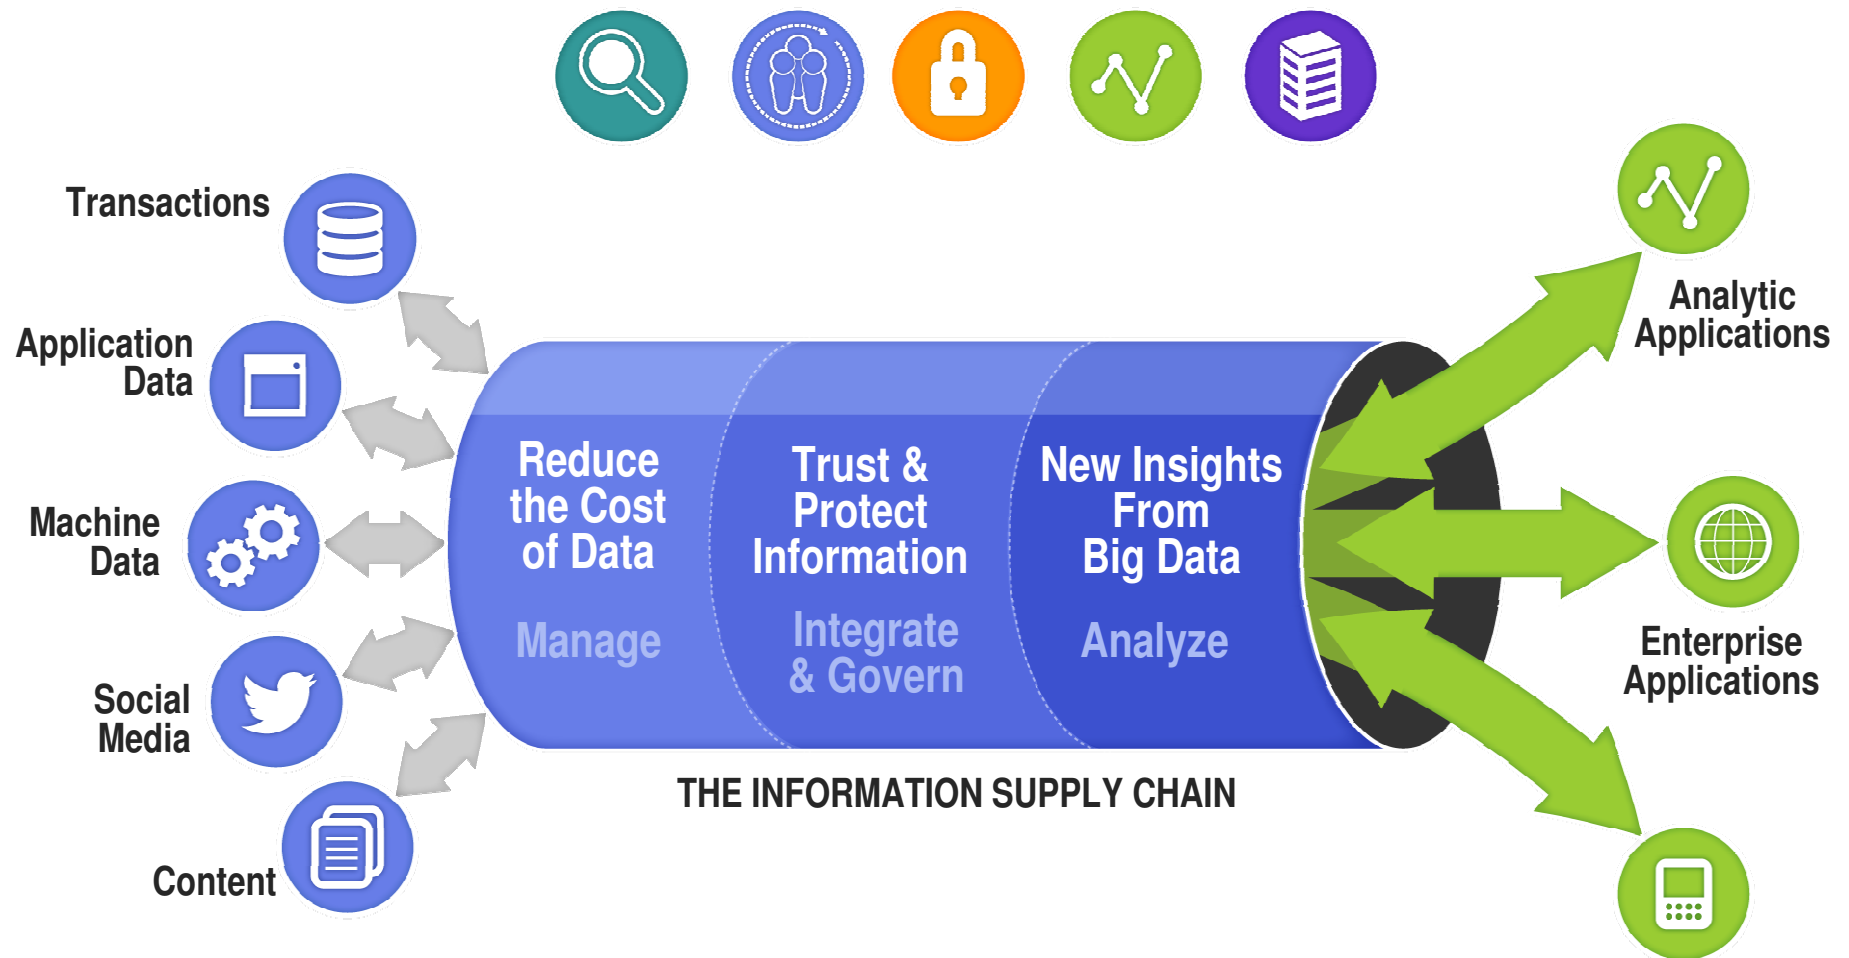 Transactions
Application
Data
Machine
Data
Social
Media
Content
Reduce
the Cost
of Data
Manage
Trust &
Protect
Information
Integrate
& Govern
New Insights
From
Big Data
Analyze
THE INFORMATION SUPPLY CHAIN
Analytic
Applications
Enterprise
Applications